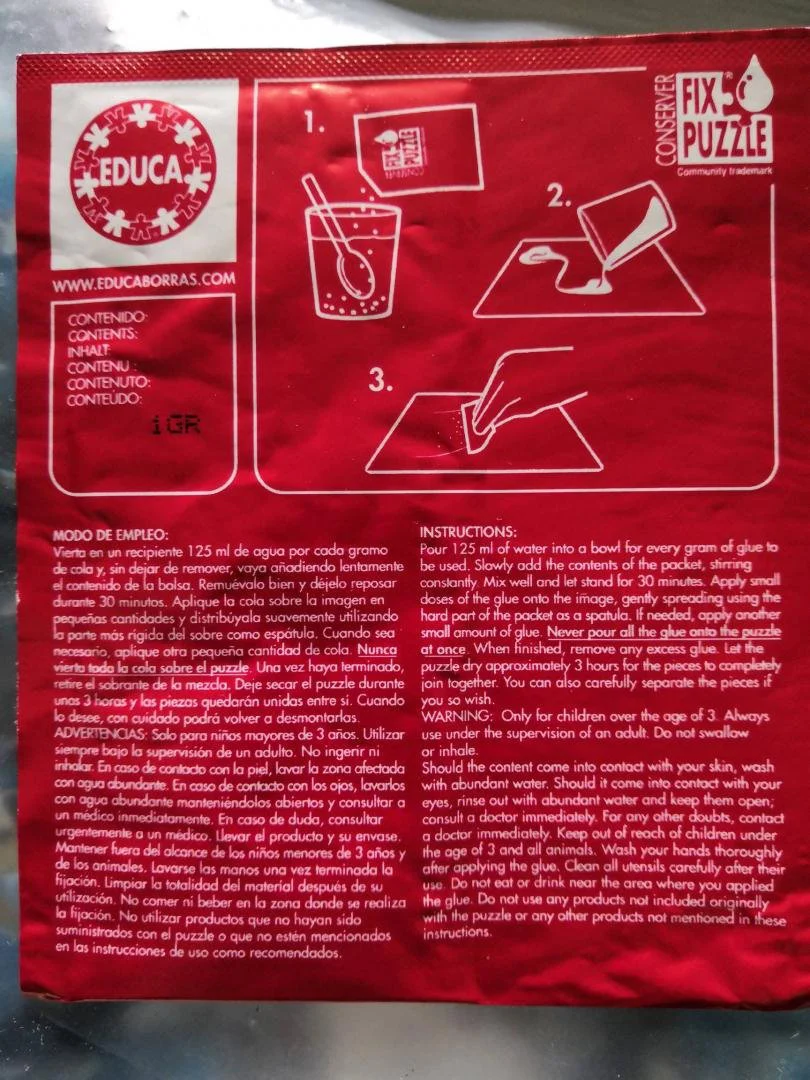 EDUCA
WWW.EDUCABORRAS.COM
CONTENIDO:
CONTENTS:
INHALT:
CONTENU :
CONTENUTO:
CONTEÚDO:
1GR
1.
FIX
PUZZLE
CONSERVER
2.
3.
CONSERVER
FIX
PUZZLE
Community trademark
MODO DE EMPLEO:
Vierta en un recipiente 125 ml de agua por cada gramo
de cola y, sin dejar de remover, vaya añadiendo lentamente
el contenido de la bolsa. Remuévala bien y déjelo reposar
durante 30 minutos. Aplique la cola sobre la imagen en
pequeñas cantidades y distribúyala suavemente utilizando
la parte más rígida del sobre como espátula. Cuando sea
necesario, aplique otra pequeña cantidad de cola. Nunca
vierta toda la cola sobre el puzzle. Una vez haya terminado,
retire el sobrante de la mezcla. Deje secar el puzzle durante
unas 3 horas y las piezas quedarán unidas entre sí. Cuando
lo desee, con cuidado podrá volver a desmontarlas.
ADVERTENCIAS: Solo para niños mayores de 3 años. Utilizar
siempre bajo la supervisión de un adulto. No ingerir ni
inhalar. En caso de contacto con la piel, lavar la zona afectada
con agua abundante. En caso de contacto con los ojos, lavarlos
con agua abundante manteniéndolos abiertos y consultar a
un médico inmediatamente. En caso de duda, consultar
urgentemente a un médico. Llevar el producto y su envase.
Mantener fuera del alcance de los niños menores de 3 años y
de los animales. Lavarse las manos una vez terminada la
fijación. Limpiar la totalidad del material después de su
utilización. No comer ni beber en la zona donde se realiza
la fijación. No utilizar productos que no hayan sido
suministrados con el puzzle o que no estén mencionados
en las instrucciones de uso como recomendados.
INSTRUCTIONS:
Pour 125 ml of water into a bowl for every gram of glue to
be used. Slowly add the contents of the packet, stirring
constantly. Mix well and let stand for 30 minutes. Apply small
doses of the glue onto the image, gently spreading using the
hard part of the packet as a spatula. If needed, apply another
small amount of glue. Never pour all the glue onto the puzzle
at once. When finished, remove any excess glue. Let the
puzzle dry approximately 3 hours for the pieces to completely
join together. You can also carefully separate the pieces if
you so wish.
WARNING: Only for children over the age of 3. Always
use under the supervision of an adult. Do not swallow
or inhale.
Should the content come into contact with your skin, wash
with abundant water. Should it come into contact with your
eyes, rinse out with abundant water and keep them open;
consult a doctor immediately. For any other doubts, contact
a doctor immediately. Keep out of reach of children under
the age of 3 and all animals. Wash your hands thoroughly
after applying the glue. Clean all utensils carefully after their
use. Do not eat or drink near the area where you applied
the glue. Do not use any products not included originally
with the puzzle or any other products not mentioned in these
instructions.